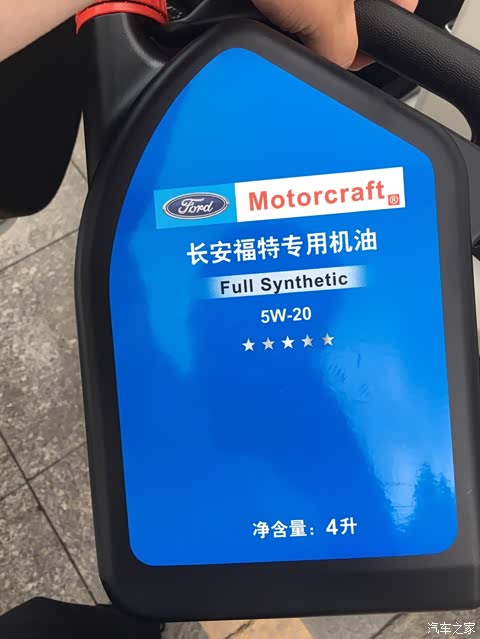 Ford Motorcraft®
长安福特专用机油
Full Synthetic
5W-20
净含量：4升
汽车之家